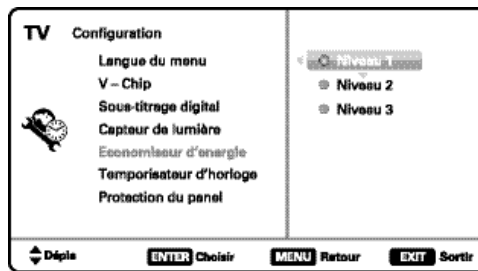 TV Configuration
Langue du menu
V – Chip
Sous-titrage digital
Capteur de lumière
Economiseur d'energie
Temporisateur d'horloge
Protection du panel
Niveau 1
Niveau 2
Niveau 3
Dépla ENTER Choisir MENU Retour EXIT Sortir